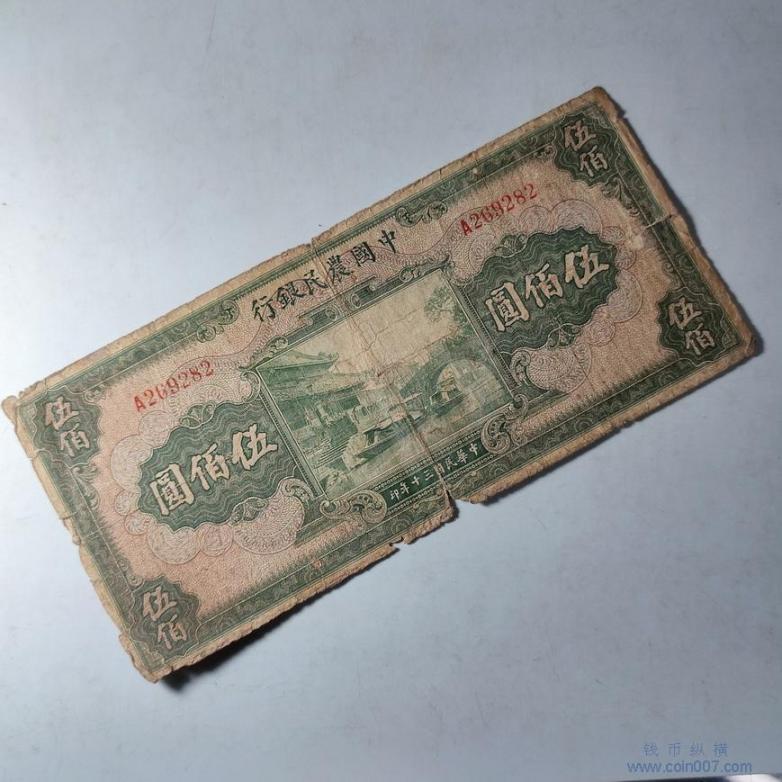 伍佰
A269282
中國農民銀行
伍佰圓
A269282
伍佰
伍佰
伍佰圓
中華民國三十年印
伍佰
钱币纵横
www.coin007.com